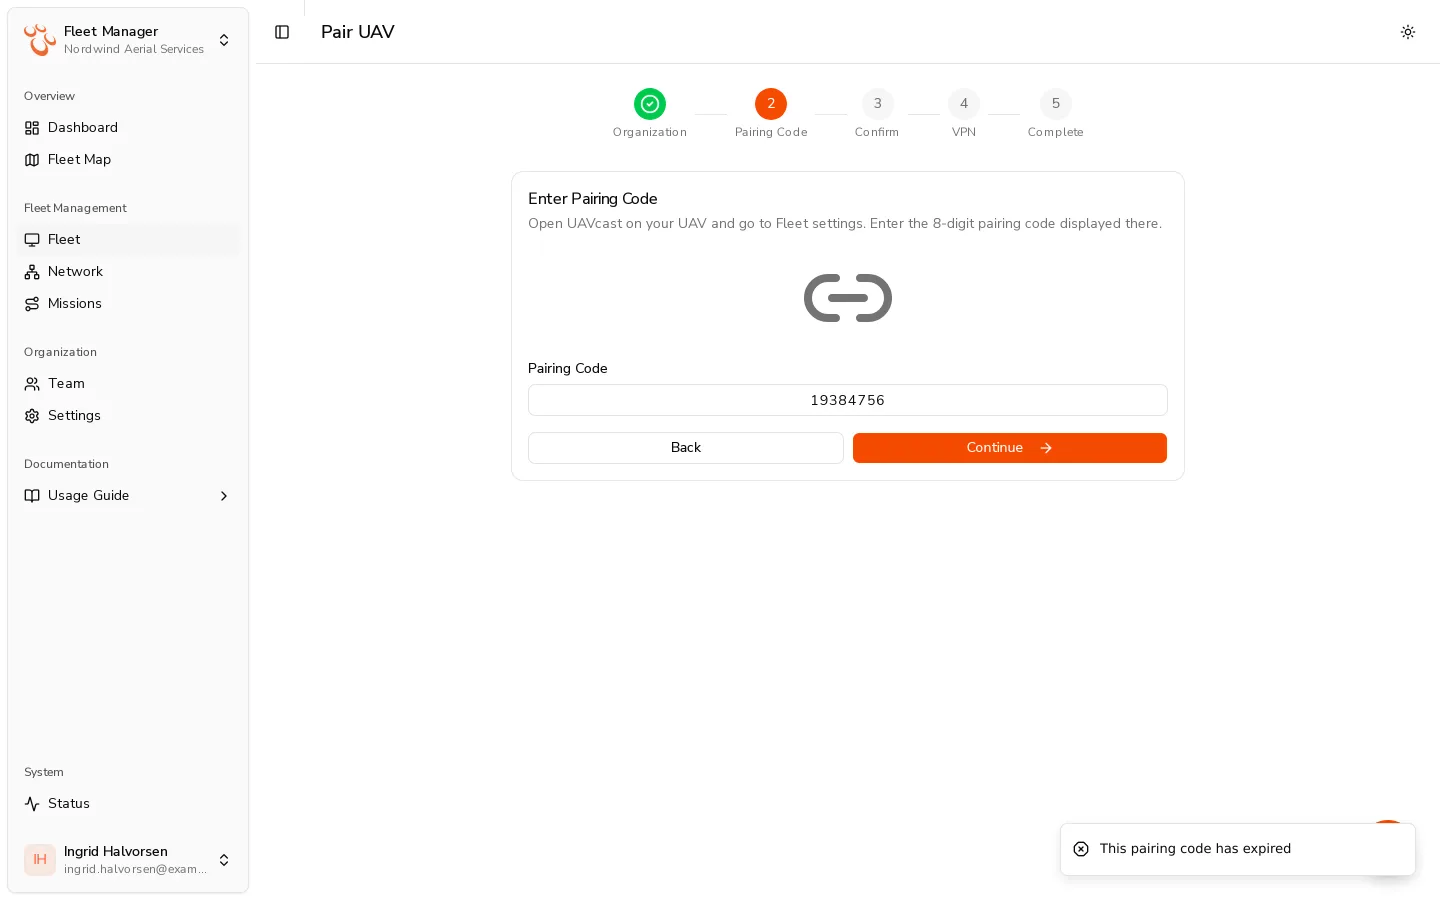 Fleet Manager
Nordwind Aerial Services
Overview
Dashboard
Fleet Map
Fleet Management
Fleet
Network
Missions
Organization
Team
Settings
Documentation
Usage Guide
System
Status
IH
Ingrid Halvorsen
ingrid.halvorsen@exam...
Pair UAV
2
3
4
5
Organization
Pairing Code
Confirm
VPN
Complete
Enter Pairing Code
Open UAVcast on your UAV and go to Fleet settings. Enter the 8-digit pairing code displayed there.
Pairing Code
19384756
Back
Continue
This pairing code has expired